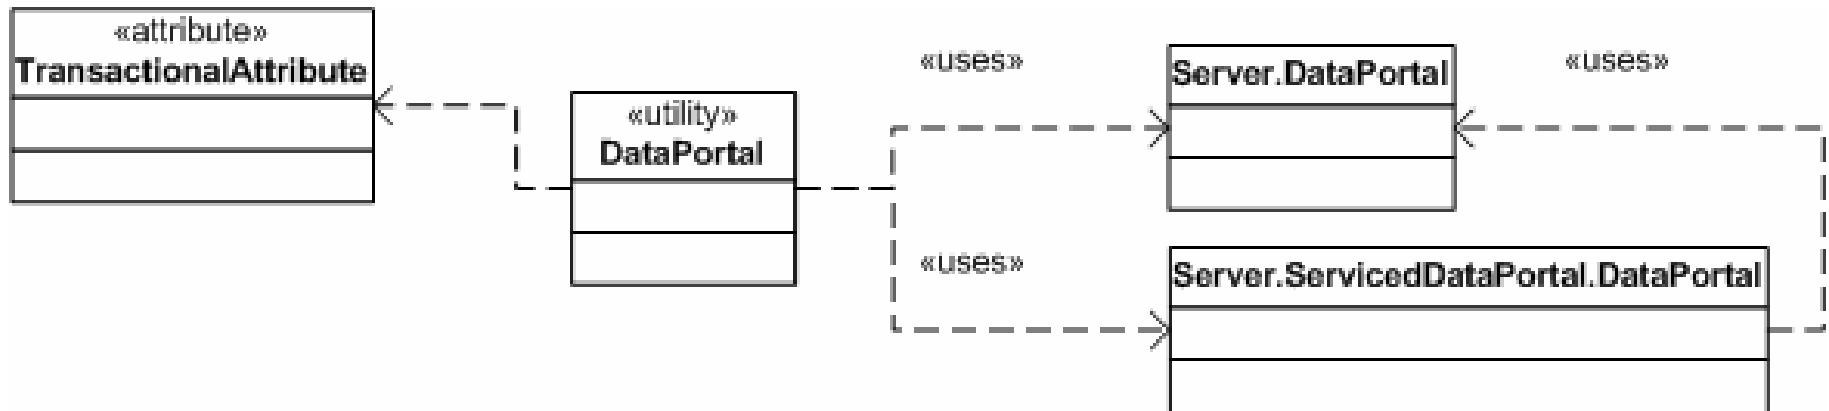 «attribute»
TransactionalAttribute
«utility»
DataPortal
«uses»
Server.DataPortal
«uses»
«uses»
Server.ServicedDataPortal.DataPortal